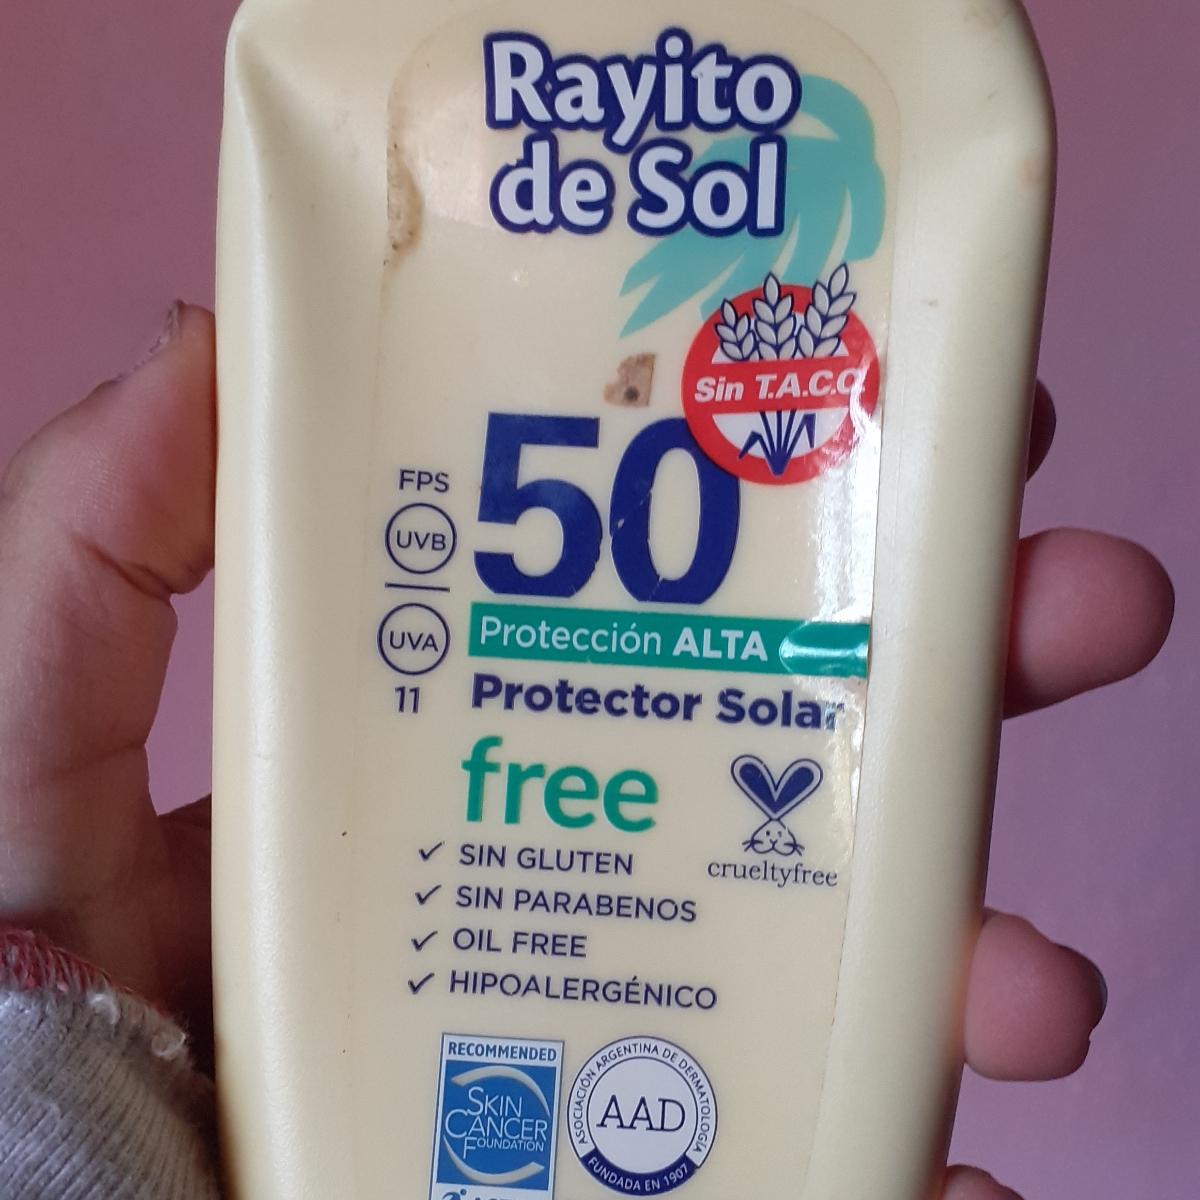 Rayito
de Sol
Sin T.A.C.C.
FPS
50
UVB
UVA
11
Protección ALTA
Protector Solar
free
crueltyfree
✓ SIN GLUTEN
✓ SIN PARABENOS
✓ OIL FREE
✓ HIPOALERGÉNICO
RECOMMENDED
SKIN
CANCER
FOUNDATION
ASOCIACIÓN ARGENTINA DE DERMATOLOGÍA
AAD
FUNDADA EN 1907